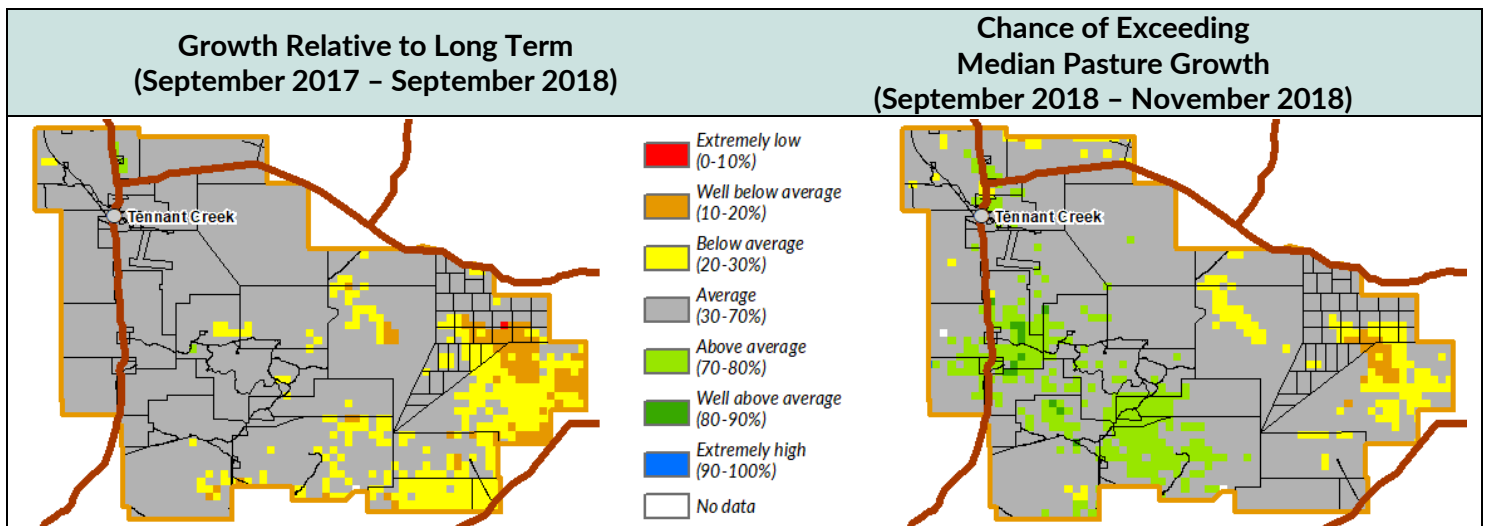 Growth Relative to Long Term
(September 2017 – September 2018)
Chance of Exceeding
Median Pasture Growth
(September 2018 – November 2018)
Tennant Creek
Extremely low
(0-10%)
Well below average
(10-20%)
Below average
(20-30%)
Average
(30-70%)
Above average
(70-80%)
Well above average
(80-90%)
Extremely high
(90-100%)
No data
Tennant Creek